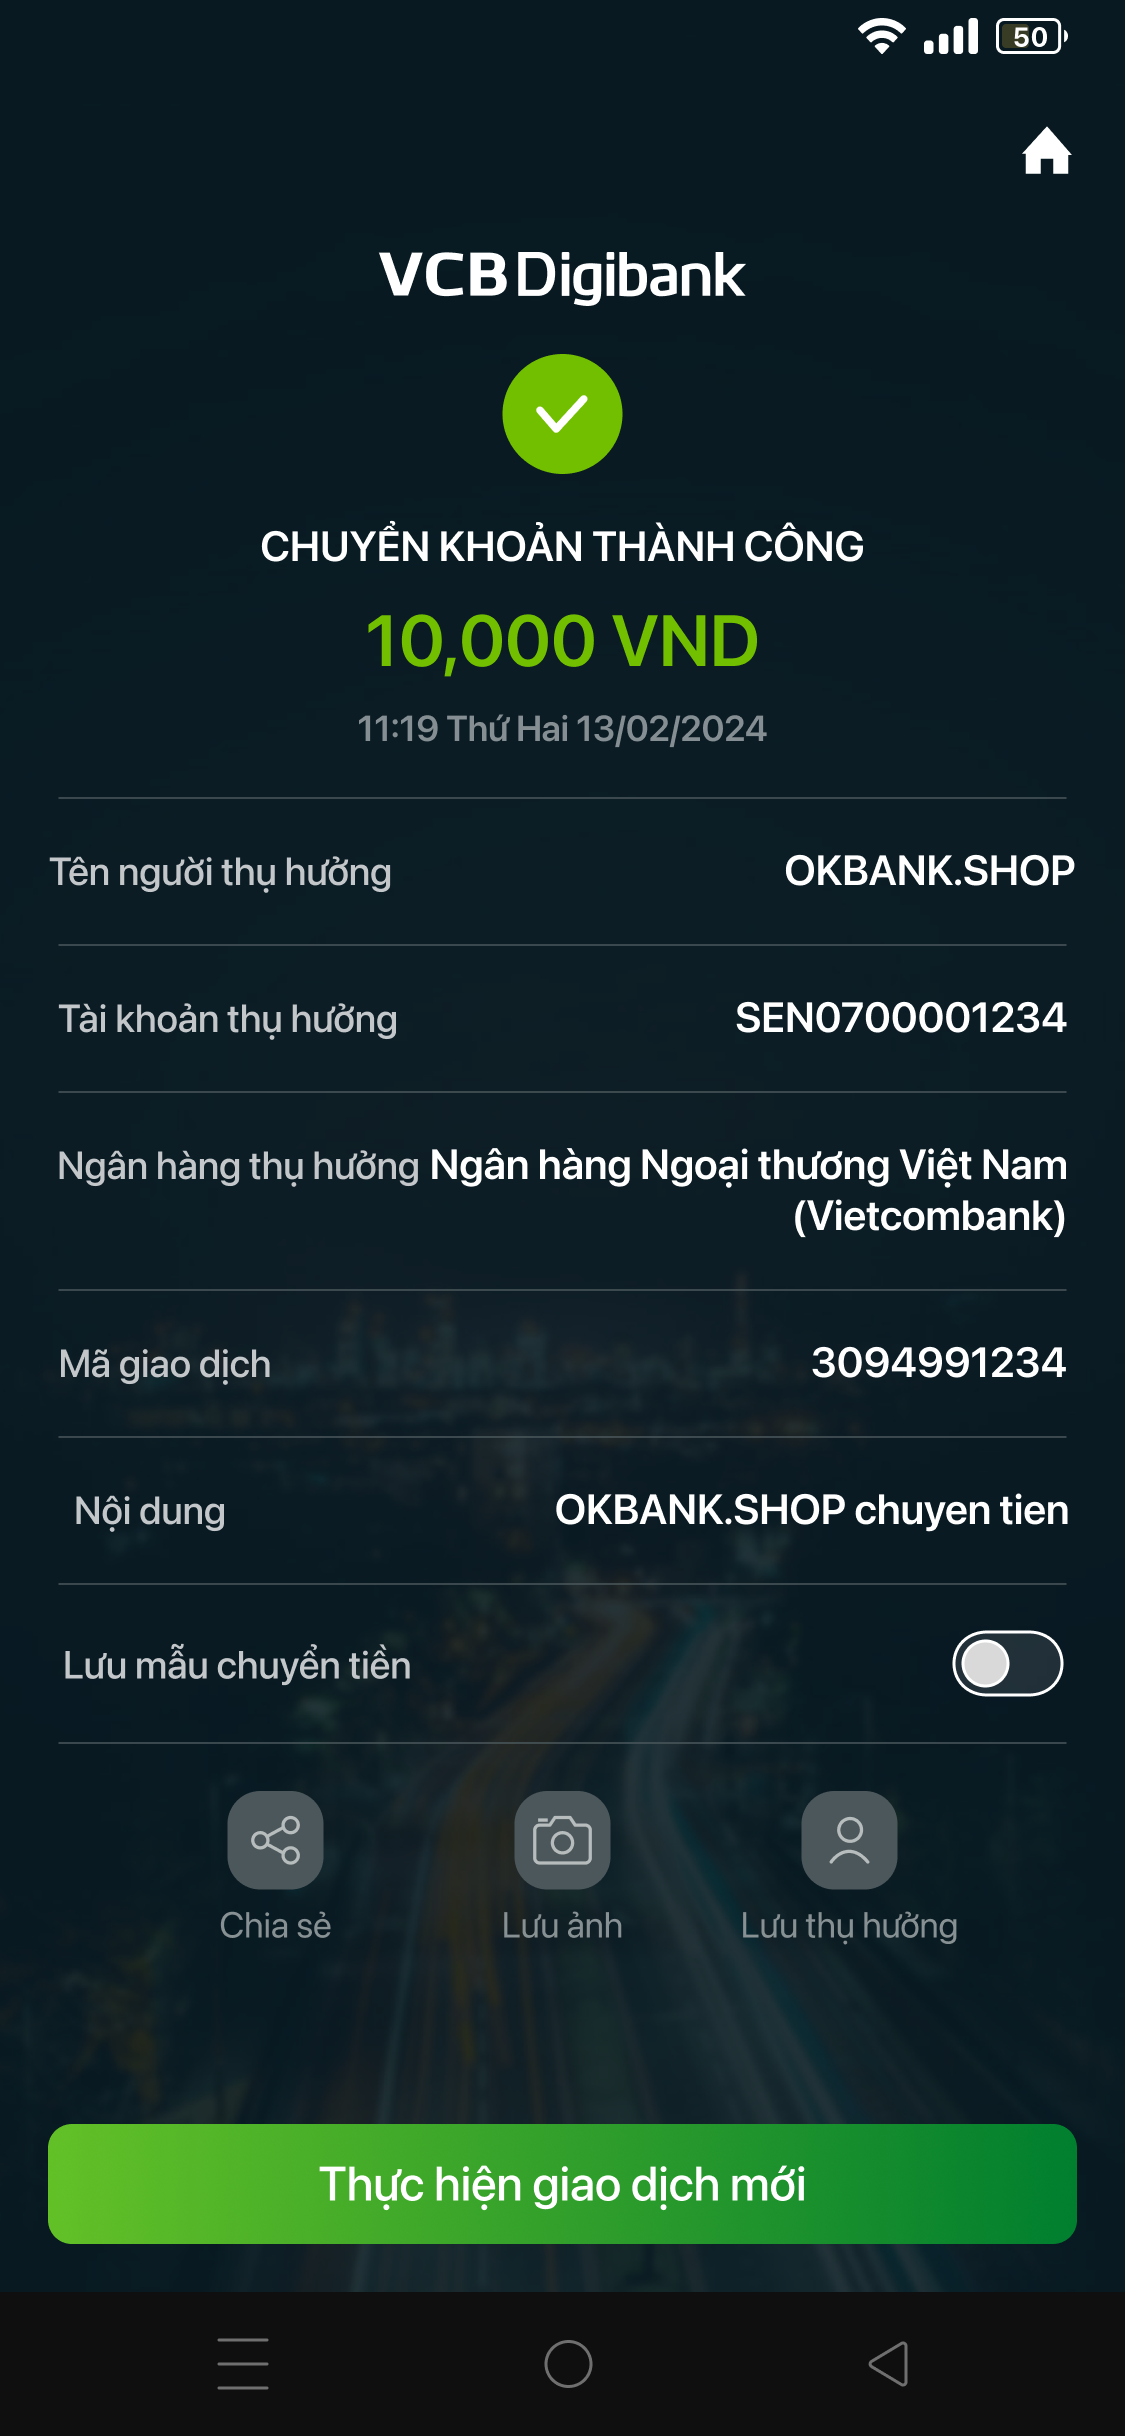 50
VCB Digibank
CHUYỂN KHOẢN THÀNH CÔNG
10,000 VND
11:19 Thứ Hai 13/02/2024
Tên người thụ hưởng OKBANK.SHOP
Tài khoản thụ hưởng SEN0700001234
Ngân hàng thụ hưởng Ngân hàng Ngoại thương Việt Nam
(Vietcombank)
Mã giao dịch 3094991234
Nội dung OKBANK.SHOP chuyen tien
Lưu mẫu chuyển tiền
Chia sẻ Lưu ảnh Lưu thụ hưởng
Thực hiện giao dịch mới